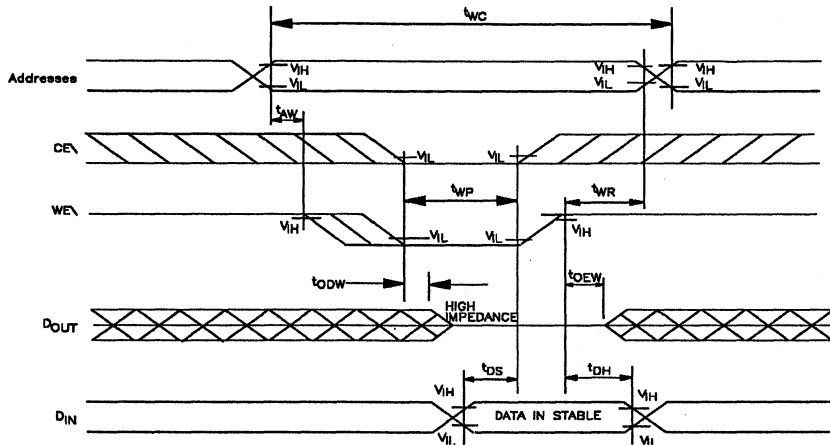 tWC
Addresses
VIH
VIL
VIH
VIL
VIH
VIL
tAW
CE\
VIL
VIL
tWP
tWR
WE\
VIH
VIL
VIL
VIH
tODW
tOEW
HIGH
IMPEDANCE
DOUT
tDS
tDH
VIH
VIH
DIN
DATA IN STABLE
VIL
VIL